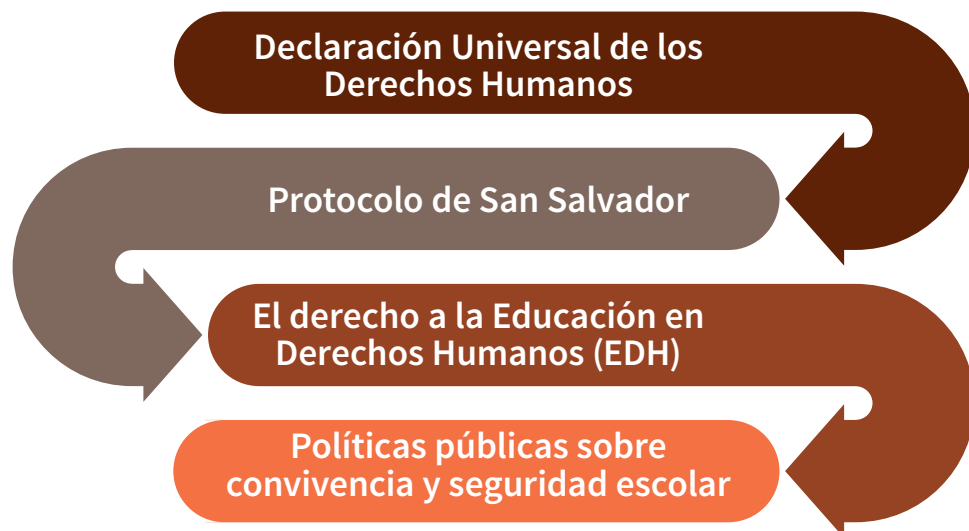 Declaración Universal de los
Derechos Humanos
Protocolo de San Salvador
El derecho a la Educación en
Derechos Humanos (EDH)
Políticas públicas sobre
convivencia y seguridad escolar